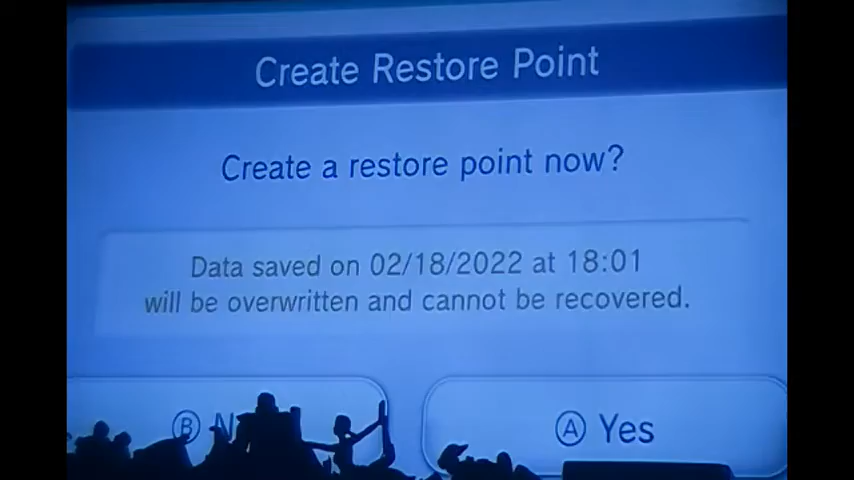 Create Restore Point
Create a restore point now?
Data saved on 02/18/2022 at 18:01
will be overwritten and cannot be recovered.
Ⓑ
Ⓐ Yes